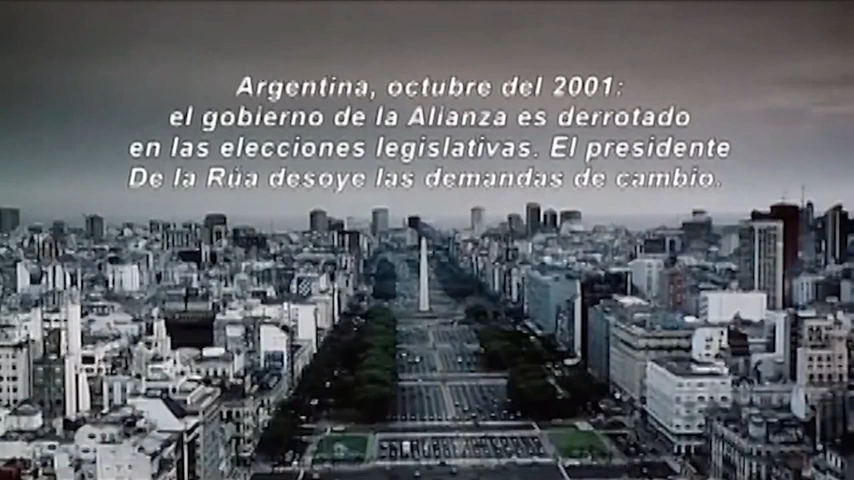 Argentina, octubre del 2001:
el gobierno de la Alianza es derrotado
en las elecciones legislativas. El presidente
De la Rúa desoye las demandas de cambio.